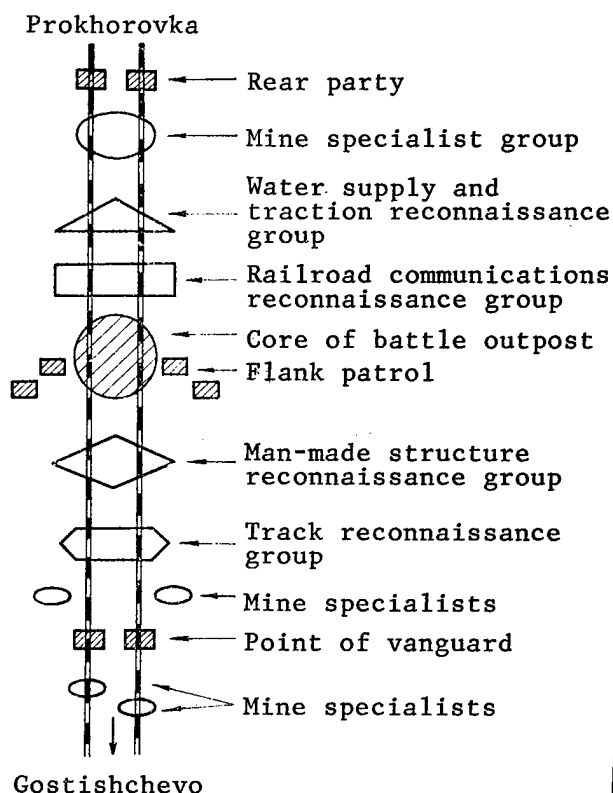 Prokhorovka
Rear party
Mine specialist group
Water supply and
traction reconnaissance
group
Railroad communications
reconnaissance group
Core of battle outpost
Flank patrol
Man-made structure
reconnaissance group
Track reconnaissance
group
Mine specialists
Point of vanguard
Mine specialists
Gostishchevo